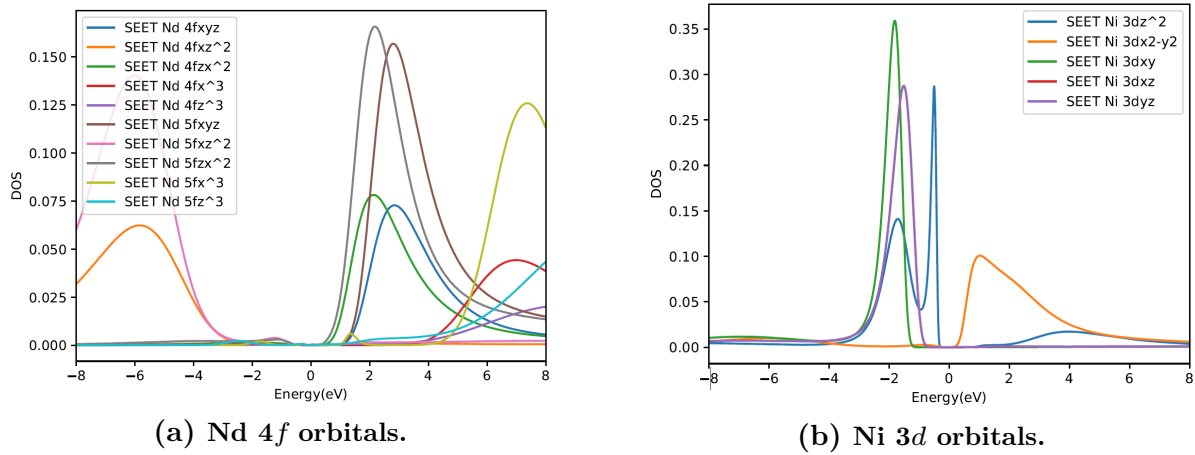 SEET Nd 4fxyz
SEET Nd 4fxz^2
SEET Nd 4fzx^2
SEET Nd 4fx^3
SEET Nd 4fz^3
SEET Nd 5fxyz
SEET Nd 5fxz^2
SEET Nd 5fzx^2
SEET Nd 5fx^3
SEET Nd 5fz^3
DOS
0.150
0.125
0.100
0.075
0.050
0.025
0.000
−8 −6 −4 −2 0 2 4 6 8
Energy(eV)
(a) Nd 4f orbitals.
SEET Ni 3dz^2
SEET Ni 3dx2-y2
SEET Ni 3dxy
SEET Ni 3dxz
SEET Ni 3dyz
DOS
0.35
0.30
0.25
0.20
0.15
0.10
0.05
0.00
−8 −6 −4 −2 0 2 4 6 8
Energy(eV)
(b) Ni 3d orbitals.